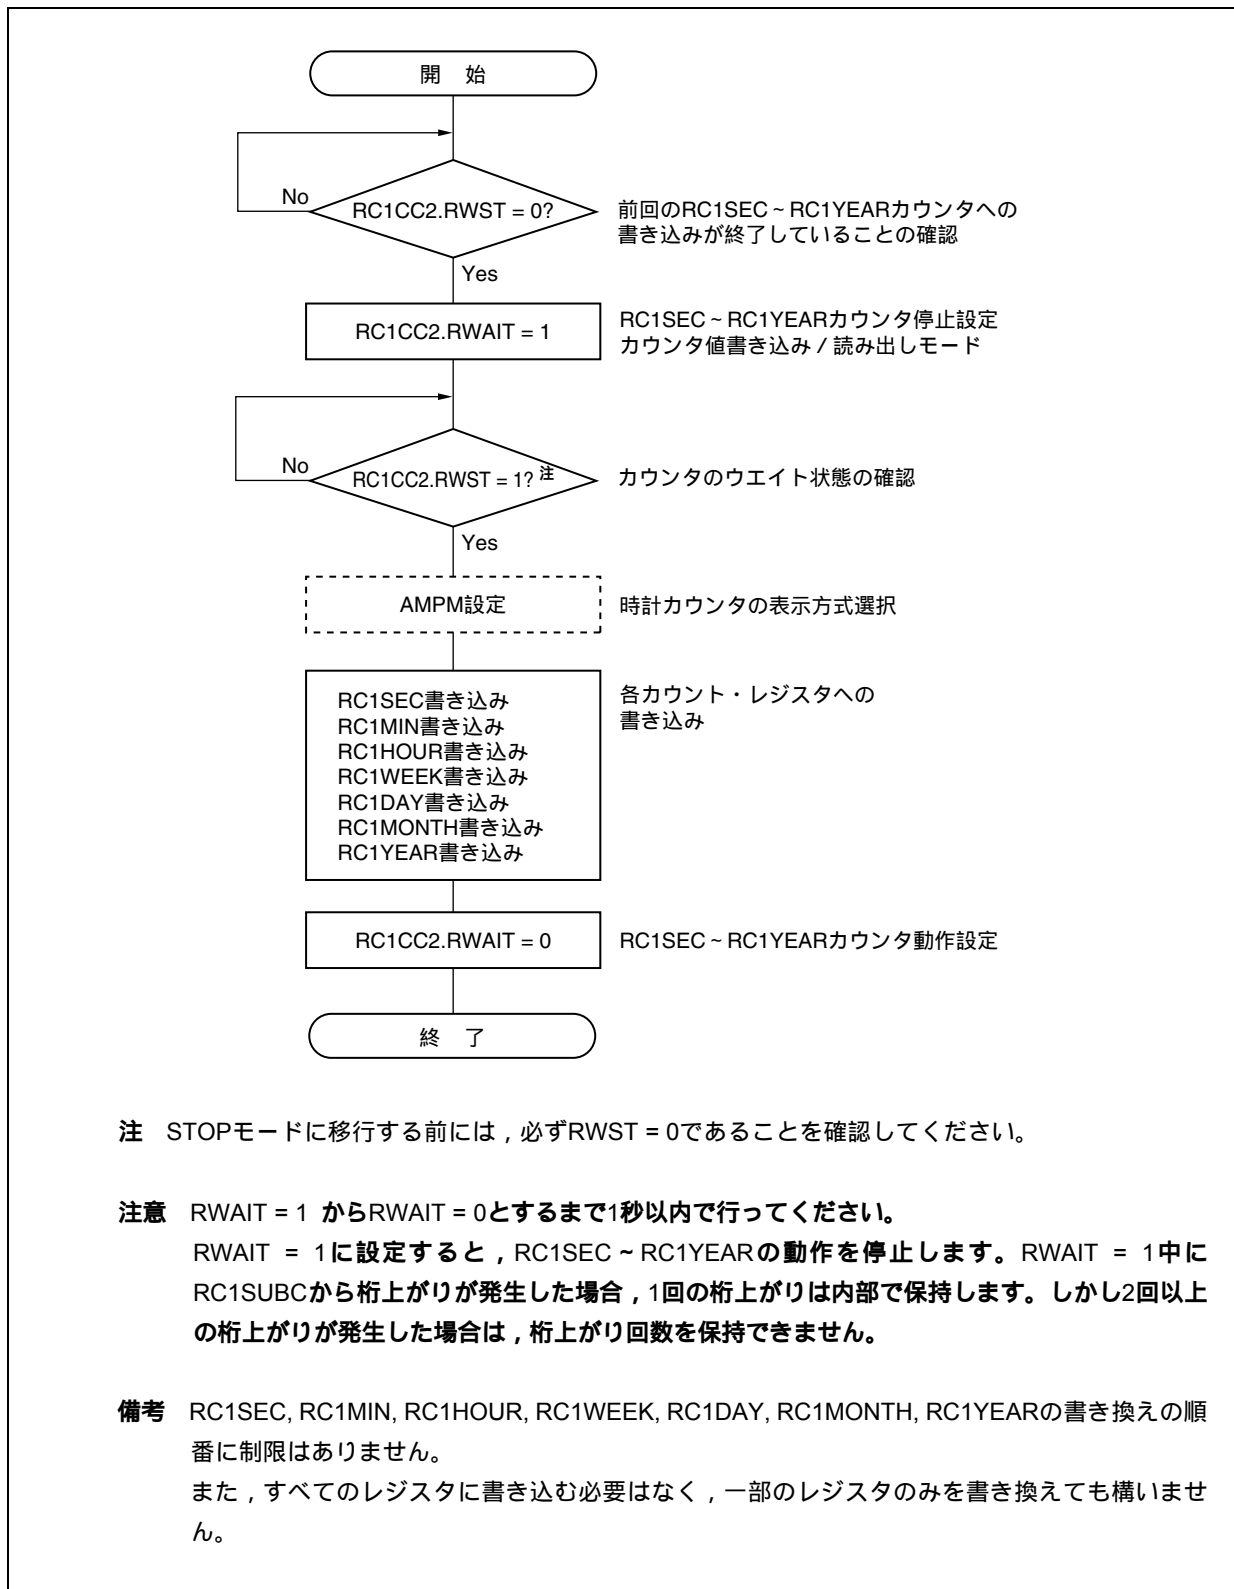 開 始
No
RC1CC2.RWST = 0?
前回のRC1SEC~RC1YEARカウンタへの
書き込みが終了していることの確認
Yes
RC1CC2.RWAIT = 1
RC1SEC~RC1YEARカウンタ停止設定
カウンタ値書き込み / 読み出しモード
No
RC1CC2.RWST = 1? 注
カウンタのウエイト状態の確認
Yes
AMPM設定
時計カウンタの表示方式選択
RC1SEC書き込み
RC1MIN書き込み
RC1HOUR書き込み
RC1WEEK書き込み
RC1DAY書き込み
RC1MONTH書き込み
RC1YEAR書き込み
各カウント・レジスタへの
書き込み
RC1CC2.RWAIT = 0
RC1SEC~RC1YEARカウンタ動作設定
終 了
注 STOPモードに移行する前には,必ずRWST = 0であることを確認してください。
注意 RWAIT = 1 からRWAIT = 0とするまで1秒以内で行ってください。
RWAIT = 1に設定すると,RC1SEC~RC1YEARの動作を停止します。RWAIT = 1中に
RC1SUBCから桁上がりが発生した場合,1回の桁上がりは内部で保持します。しかし2回以上
の桁上がりが発生した場合は,桁上がり回数を保持できません。
備考 RC1SEC, RC1MIN, RC1HOUR, RC1WEEK, RC1DAY, RC1MONTH, RC1YEARの書き換えの順
番に制限はありません。
また,すべてのレジスタに書き込む必要はなく,一部のレジスタのみを書き換えても構いませ
ん。